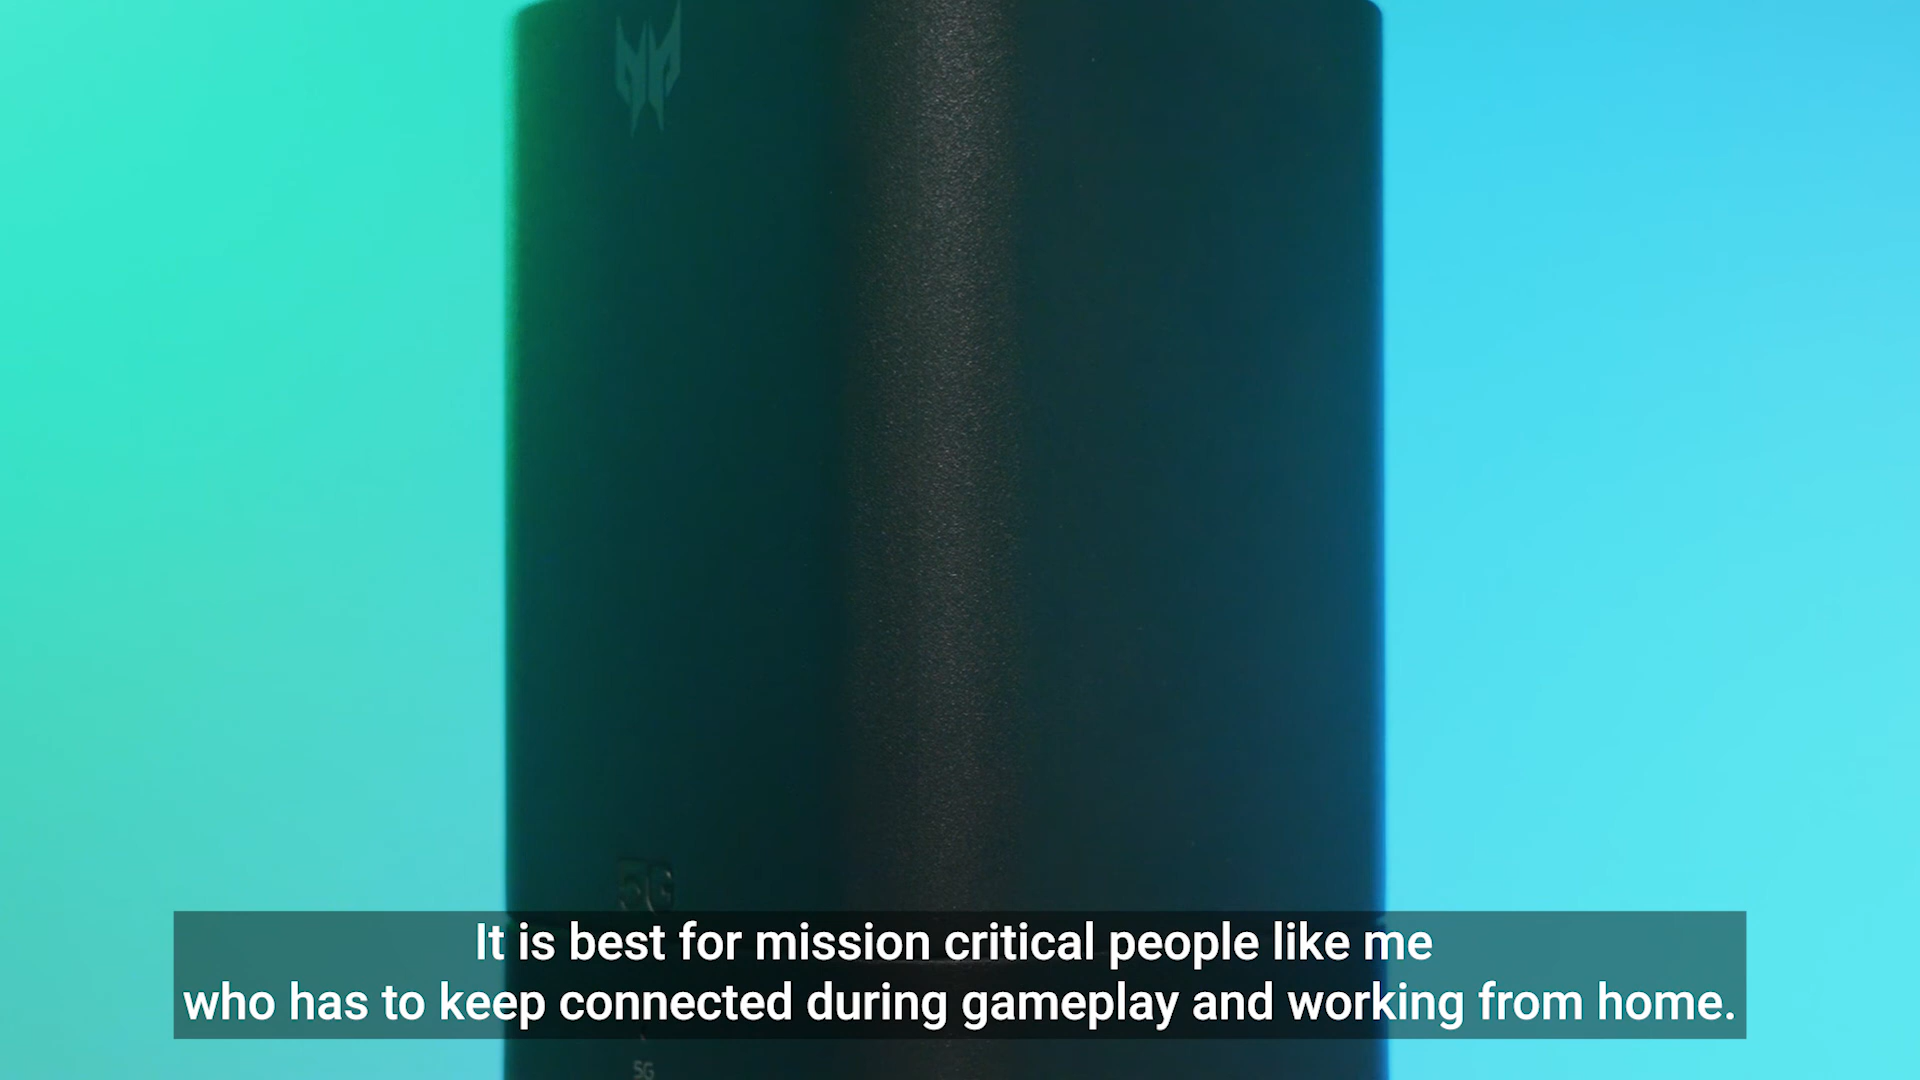 5G
It is best for mission critical people like me
who has to keep connected during gameplay and working from home.
5G